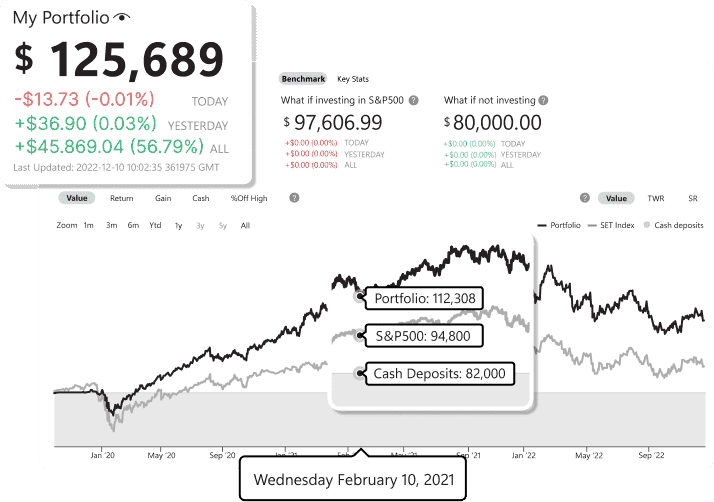 My Portfolio
$ 125,689
-$13.73 (-0.01%) TODAY
+$36.90 (0.03%) YESTERDAY
+$45.869.04 (56.79%) ALL
Last Updated: 2022-12-10 10:02:35 361975 GMT
Benchmark Key Stats
What if investing in S&P500 ?
$ 97,606.99
+$0.00 (0.00%) TODAY
+$0.00 (0.00%) YESTERDAY
+$0.00 (0.00%) ALL
What if not investing ?
$ 80,000.00
+$0.00 (0.00%) TODAY
+$0.00 (0.00%) YESTERDAY
+$0.00 (0.00%) ALL
Value Return Gain Cash %Off High ?
? Value TWR SR
Zoom 1m 3m 6m Ytd 1y 3y 5y All
Portfolio SET Index Cash deposits
Portfolio: 112,308
S&P500: 94,800
Cash Deposits: 82,000
Jan '20 May '20 Sep '20 Jan '21 May '21 Sep '21 Jan '22 May '22 Sep '22
Wednesday February 10, 2021